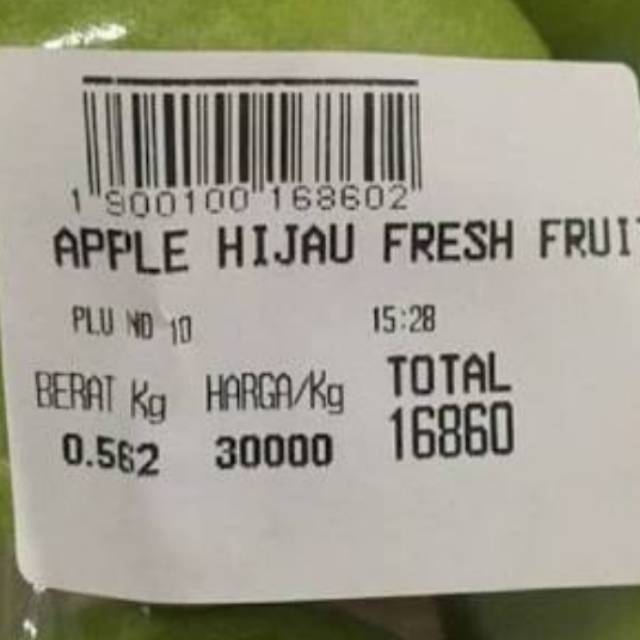 1 900100 168602
APPLE HIJAU FRESH FRUIT
PLU NO 10 15:28
BERAT Kg HARGA/Kg TOTAL
0.562 30000 16860